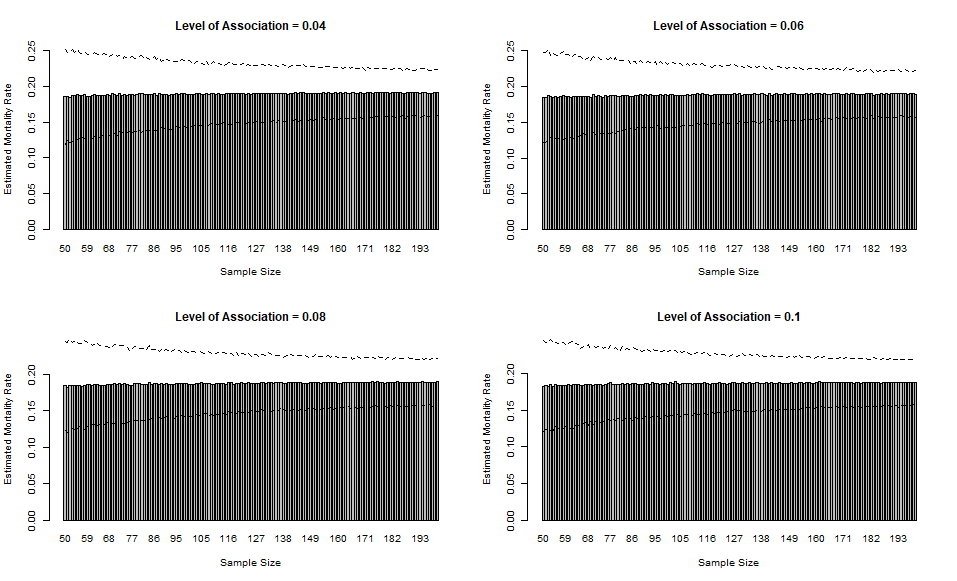 Level of Association = 0.04
Estimated Mortality Rate
0.00 0.05 0.10 0.15 0.20 0.25
50 59 68 77 86 95 105 116 127 138 149 160 171 182 193
Sample Size
Level of Association = 0.06
Estimated Mortality Rate
0.00 0.05 0.10 0.15 0.20 0.25
50 59 68 77 86 95 105 116 127 138 149 160 171 182 193
Sample Size
Level of Association = 0.08
Estimated Mortality Rate
0.00 0.05 0.10 0.15 0.20
50 59 68 77 86 95 105 116 127 138 149 160 171 182 193
Sample Size
Level of Association = 0.1
Estimated Mortality Rate
0.00 0.05 0.10 0.15 0.20
50 59 68 77 86 95 105 116 127 138 149 160 171 182 193
Sample Size